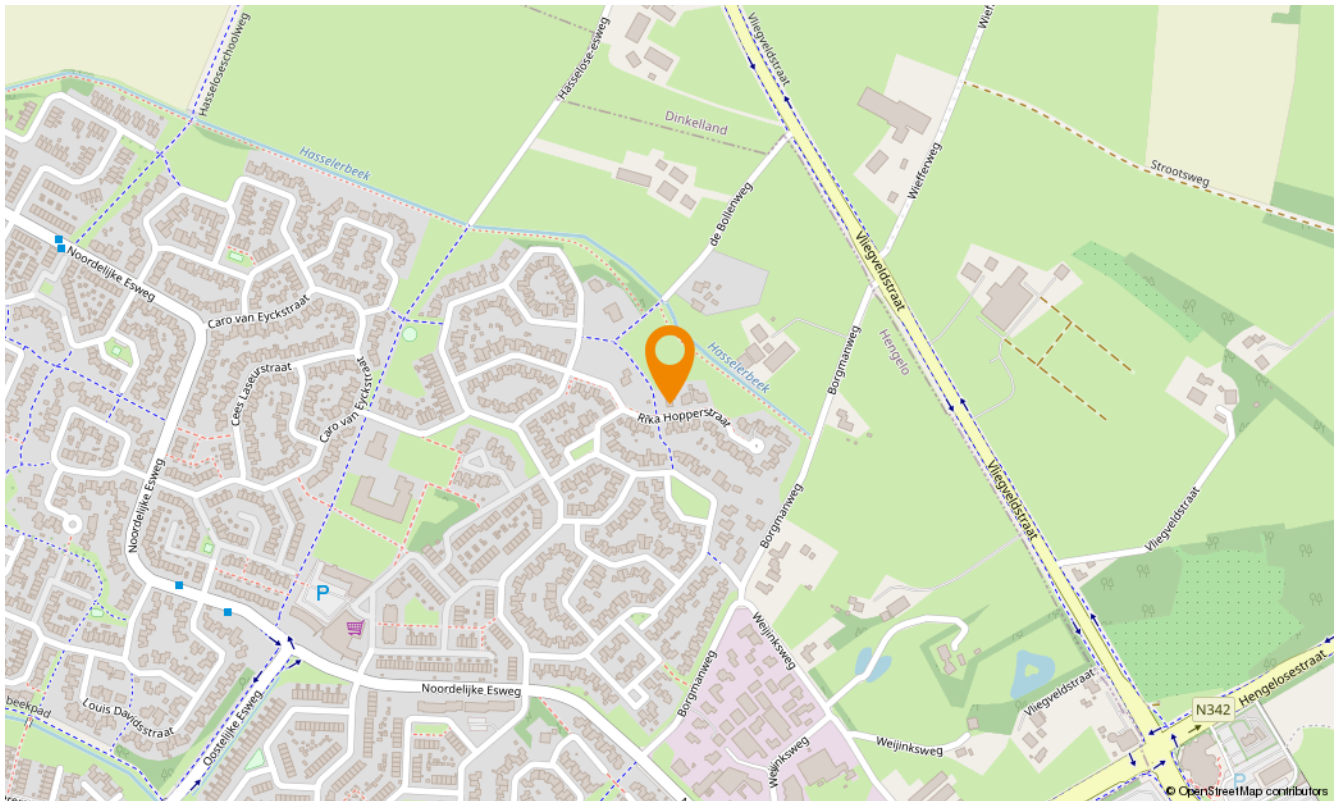 Hasseloseschoolweg
Hasselose-esweg
Vliegveldstraat
Wief
Dinkelland
Hasselerbeek
Strootsweg
de Bollenweg
Wiefferweg
Noordelijke Esweg
Vliegveldstraat
Caro van Eyckstraat
Hengelo
Hasselerbeek
Borgmanweg
Cees Laseurstraat
Caro van Eyckstraat
Rika Hopperstraat
Noordelijke Esweg
Vliegveldstraat
Borgmanweg
Vliegveldstraat
P
Weijinksweg
Noordelijke Esweg
Borgmanweg
Vliegveldstraat
Hengelosestraat
N342
beekpad
Louis Davidsstraat
Oostelijke Esweg
Weijinksweg
Weijinksweg
P
© OpenStreetMap contributors